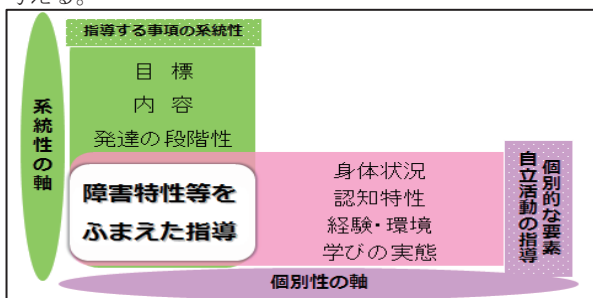 指導する事項の系統性
目 標
内 容
発達の段階性
系統性の軸
障害特性等を
ふまえた指導
身体状況
認知特性
経験・環境
学びの実態
個別的な要素
自立活動の指導
個別性の軸